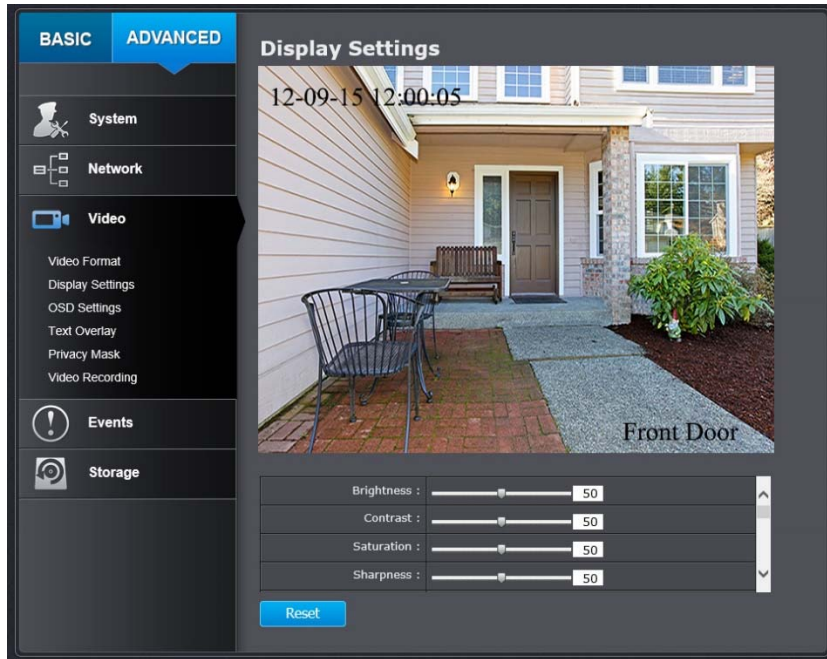 BASIC
ADVANCED
System
Network
Video
Video Format
Display Settings
OSD Settings
Text Overlay
Privacy Mask
Video Recording
Events
Storage
Display Settings
12-09-15 12:00:05
Front Door
Brightness : 50
Contrast : 50
Saturation : 50
Sharpness : 50
Reset